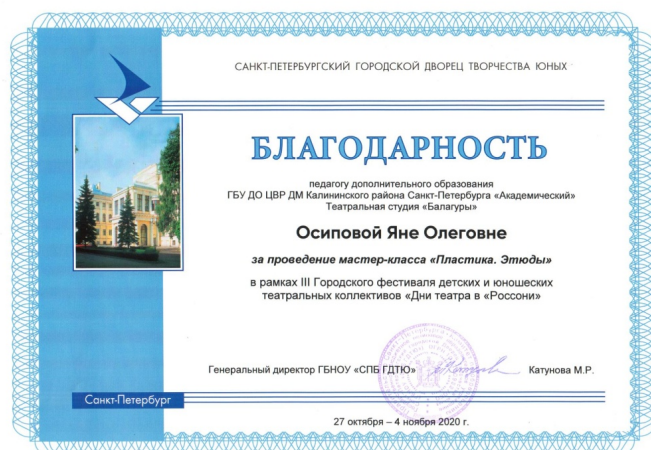 САНКТ-ПЕТЕРБУРГСКИЙ ГОРОДСКОЙ ДВОРЕЦ ТВОРЧЕСТВА ЮНЫХ
БЛАГОДАРНОСТЬ
педагогу дополнительного образования
ГБУ ДО ЦВР ДМ Калининского района Санкт-Петербурга «Академический»
Театральная студия «Балагуры»
Осиповой Яне Олеговне
за проведение мастер-класса «Пластика. Этюды»
в рамках III Городского фестиваля детских и юношеских
театральных коллективов «Дни театра в «Россони»
Генеральный директор ГБНОУ «СПБ ГДТЮ» Катунова М.Р.
Санкт-Петербург
27 октября – 4 ноября 2020 г.